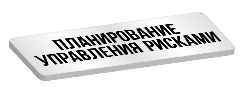 ПЛАНИРОВАНИЕ
УПРАВЛЕНИЯ РИСКАМИ